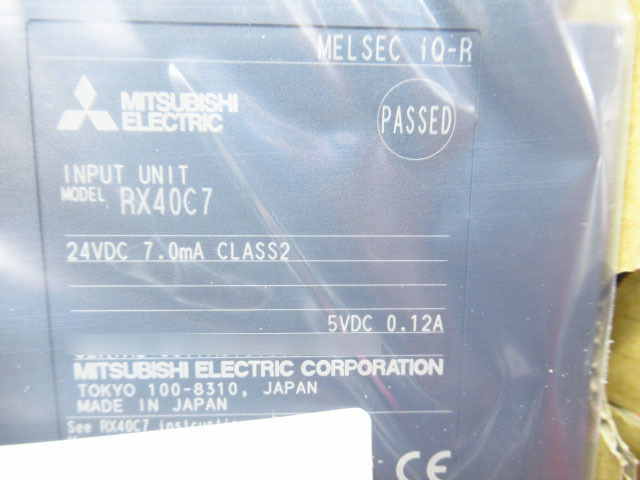 MELSEC iQ-R
MITSUBISHI
ELECTRIC
PASSED
INPUT UNIT
MODEL RX40C7
24VDC 7.0mA CLASS2
5VDC 0.12A
MITSUBISHI ELECTRIC CORPORATION
TOKYO 100-8310, JAPAN
MADE IN JAPAN
See RX40C7
CE